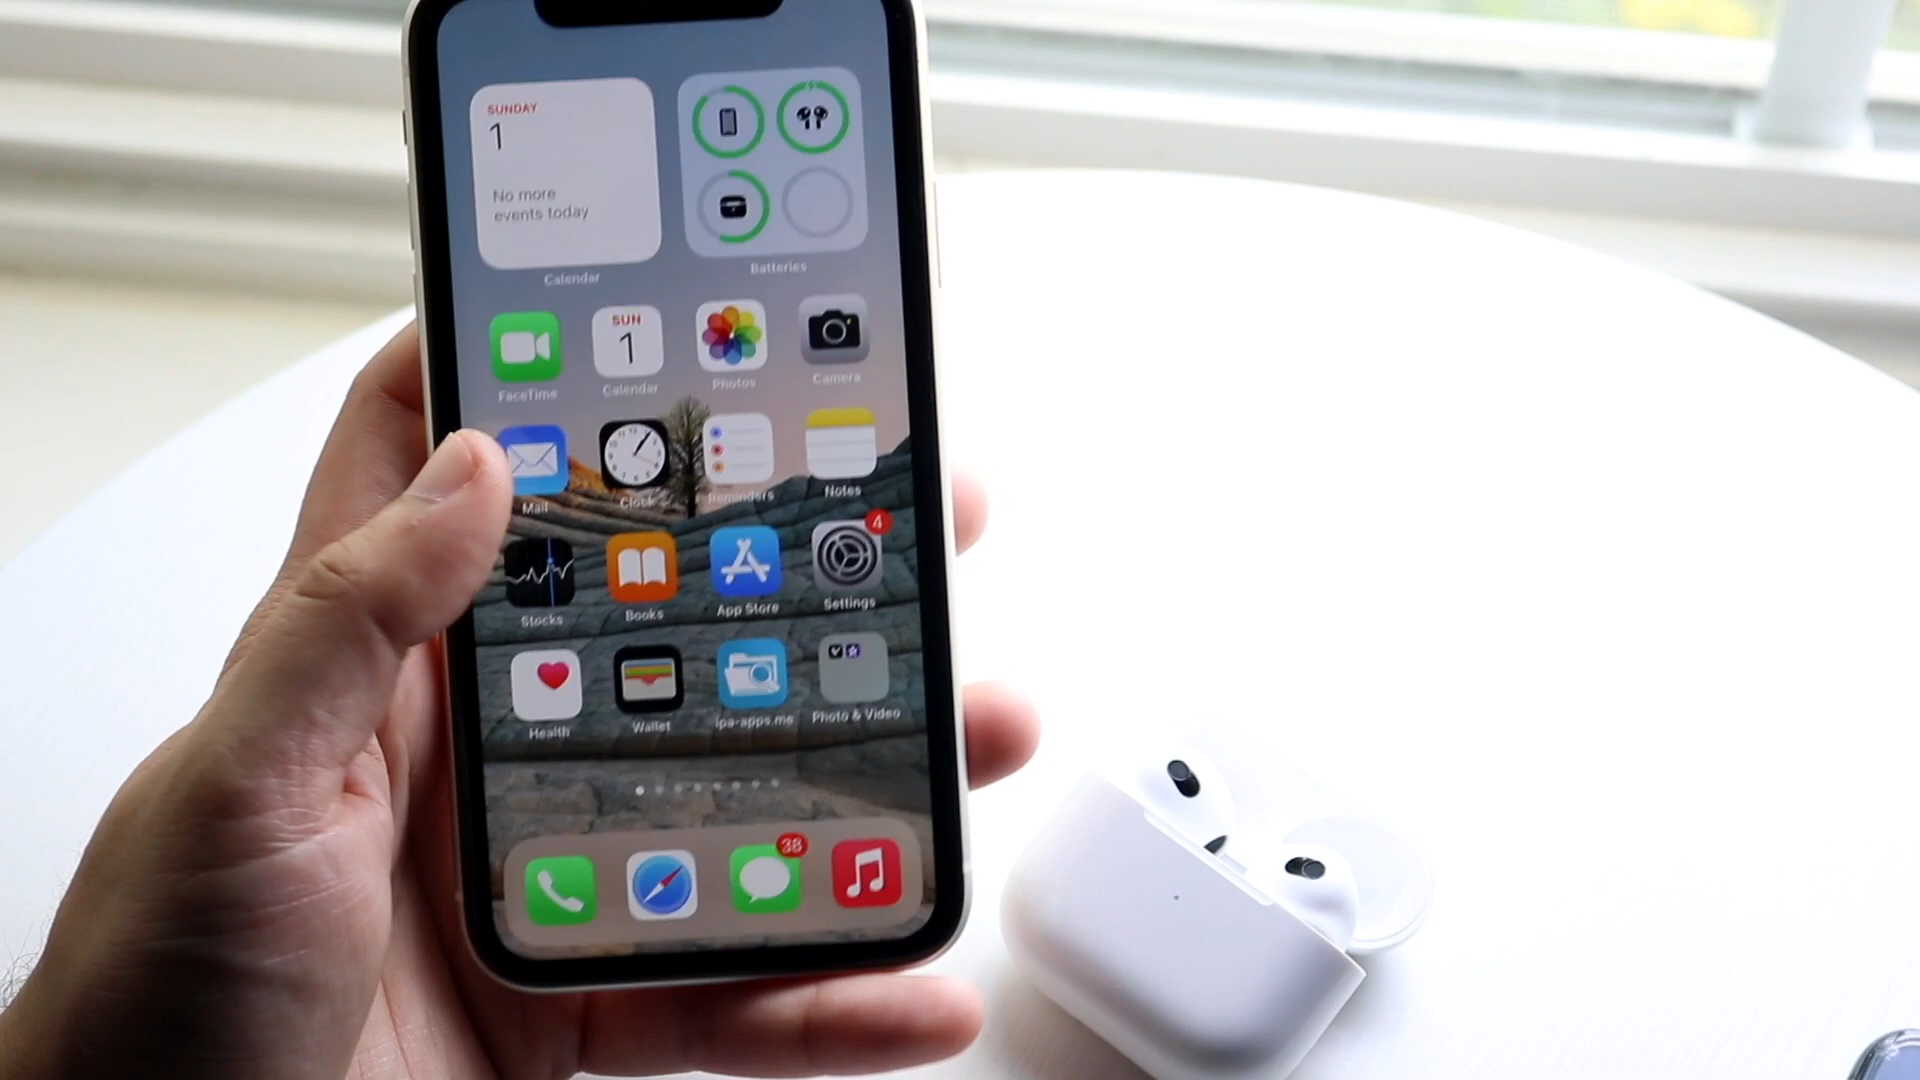 SUNDAY
1
No more
events today
Calendar
Batteries
FaceTime
SUN
1
Calendar
Photos
Camera
Mail
Clock
Reminders
Notes
Stocks
Books
App Store
4
Settings
Health
Wallet
ipa-apps.me
Photo & Video
38